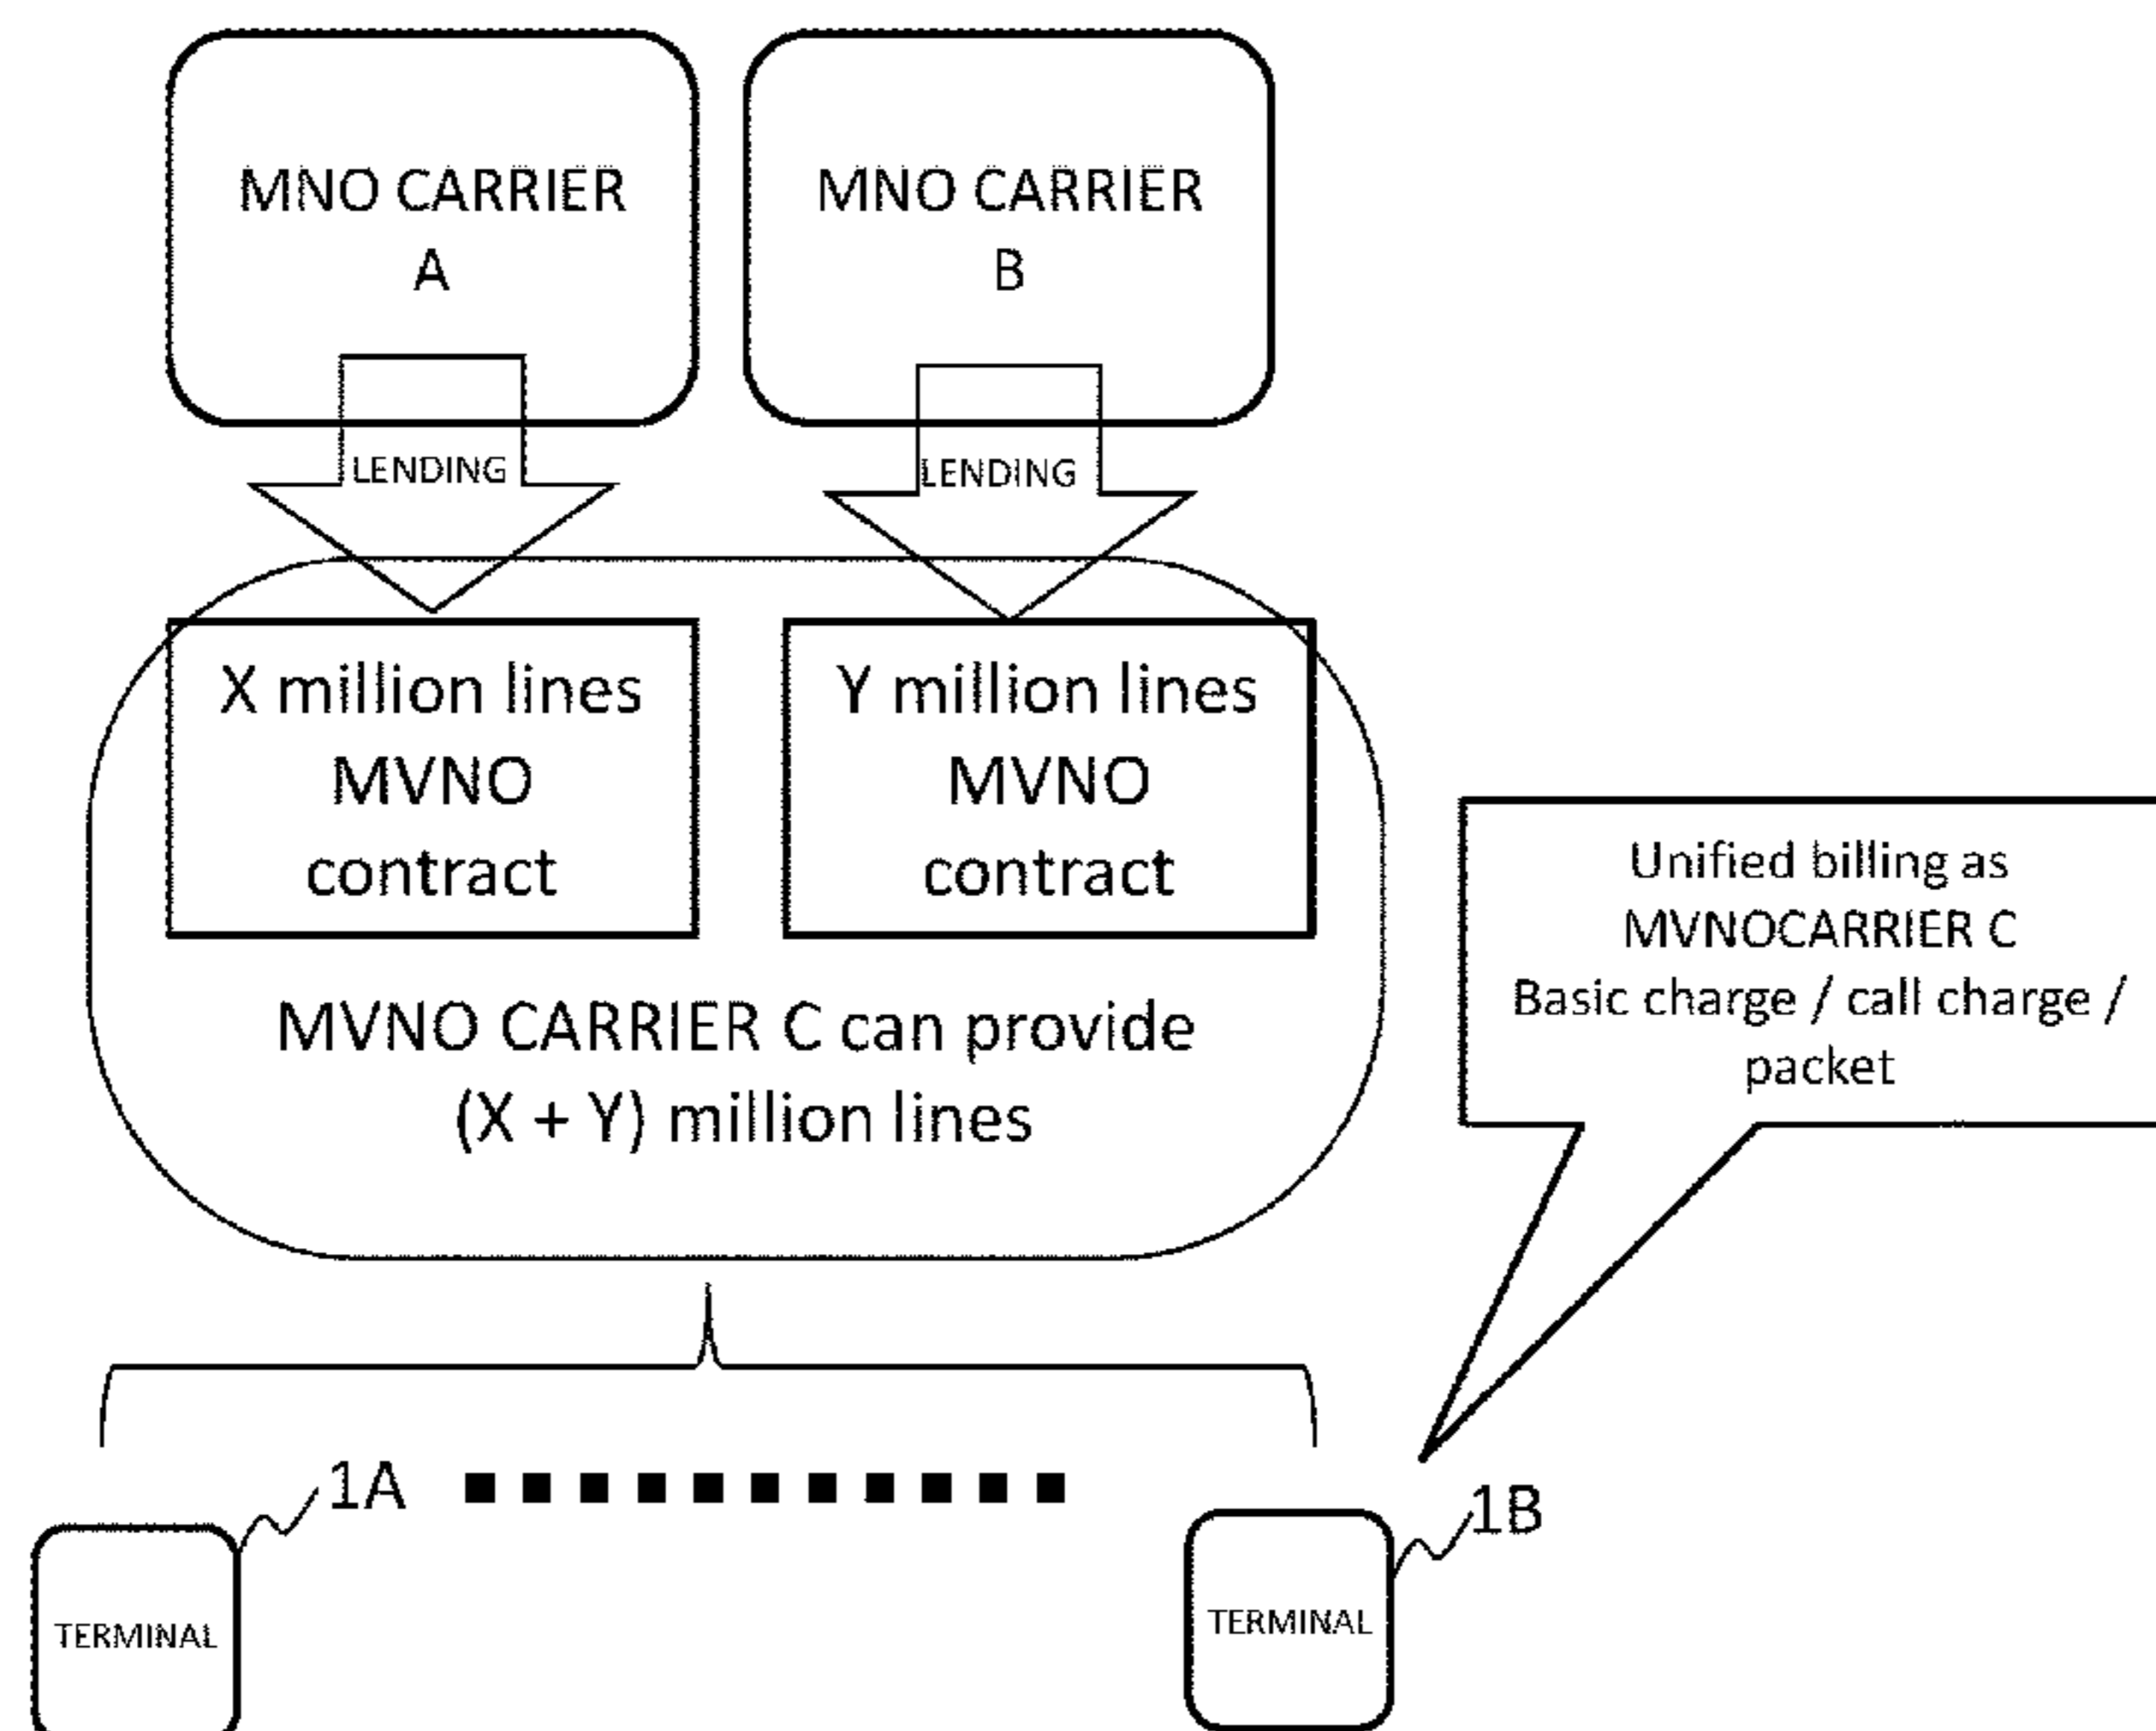 MNO CARRIER
A
MNO CARRIER
B
LENDING
LENDING
X million lines
MVNO
contract
Y million lines
MVNO
contract
MVNO CARRIER C can provide
(X + Y) million lines
Unified billing as
MVNOCARRIER C
Basic charge / call charge /
packet
1A
1B
TERMINAL
TERMINAL